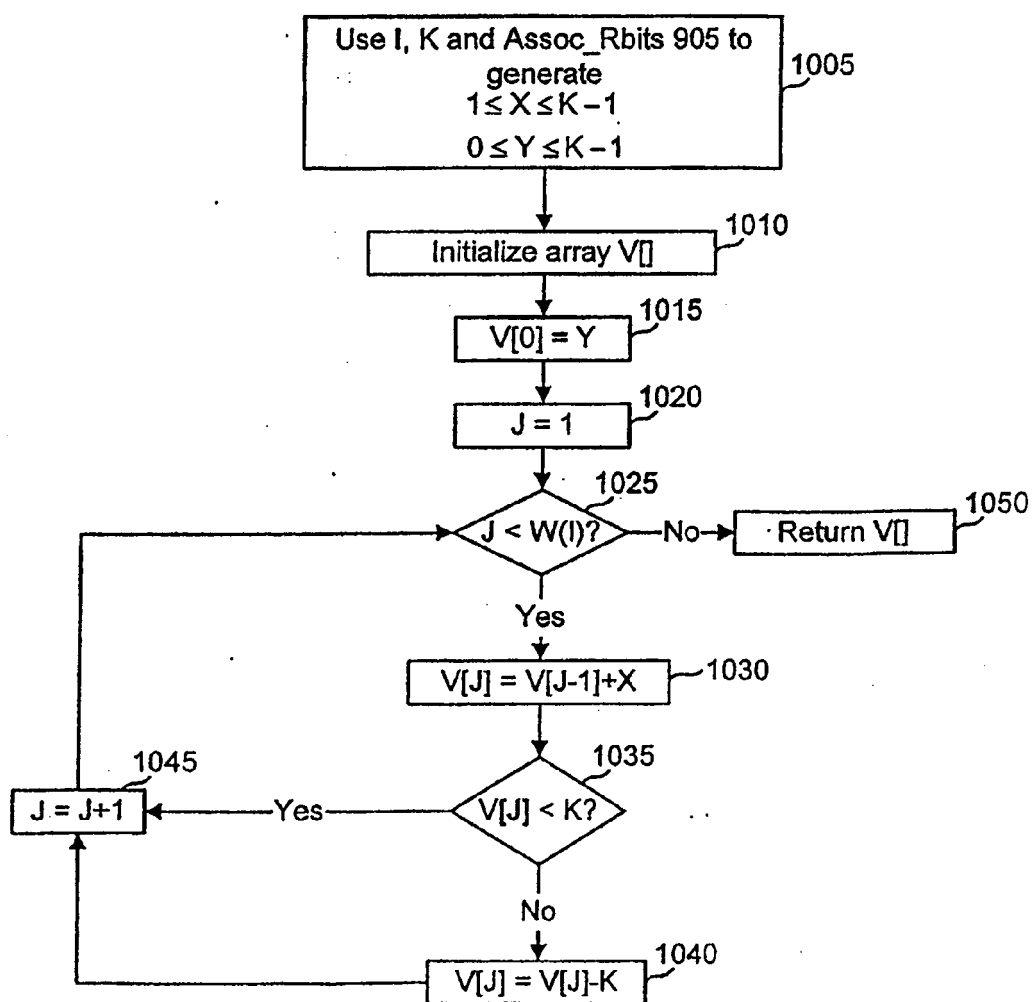 Use I, K and Assoc_Rbits 905 to
generate
1 ≤ X ≤ K – 1
0 ≤ Y ≤ K – 1
1005
Initialize array V[]
1010
V[0] = Y
1015
J = 1
1020
J < W(I)?
1025
No
Return V[]
1050
Yes
V[J] = V[J-1]+X
1030
V[J] < K?
1035
Yes
J = J+1
1045
No
V[J] = V[J]-K
1040